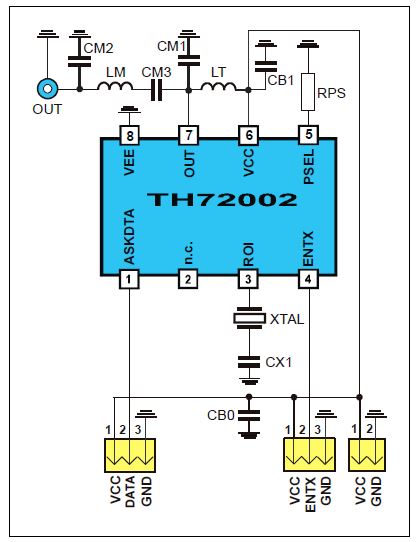 CM2
CM1
LM
CM3
LT
CB1
RPS
OUT
8
7
6
5
VEE
OUT
VCC
PSEL
TH72002
ASKDTA
n.c.
ROI
ENTX
1
2
3
4
XTAL
CX1
CB0
1 2 3
1 2 3
1 2
VCC
DATA
GND
VCC
ENTX
GND
VCC
GND